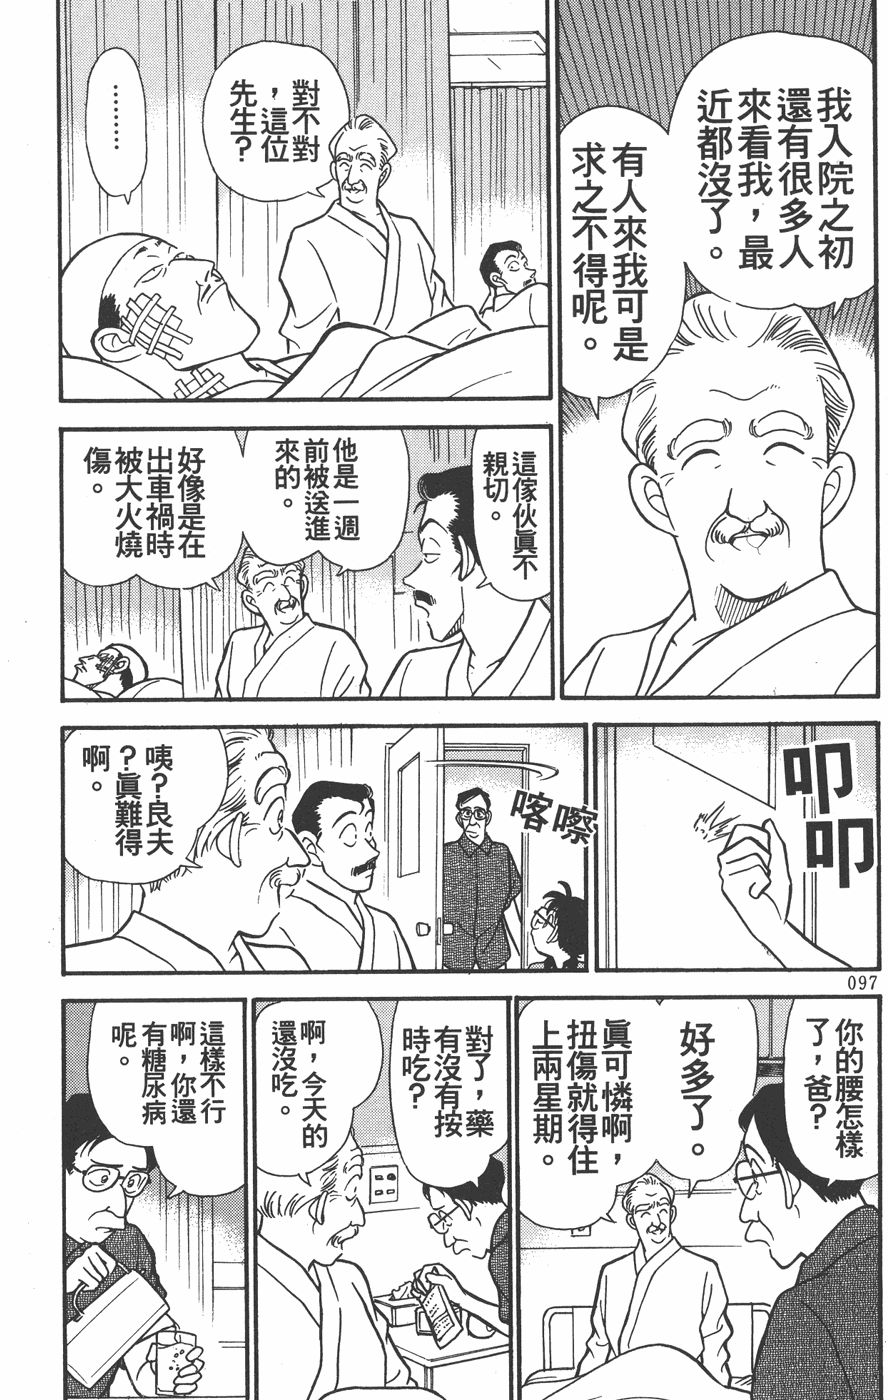 我入院之初
還有很多人
來看我，最
近都沒了。
有人來我可是
求之不得呢。
對不對
，這位
先生？
………
這傢伙眞不
親切。
他是一週
前被送進
來的。
好像是在
出車禍時
被大火燒
傷。
叩
叩
喀嚓
咦？良夫
？眞難得
啊。
097
你的腰怎樣
了，爸？
好多了。
眞可憐啊，
扭傷就得住
上兩星期。
對了，藥
有沒有按
時吃？
啊，今天的
還沒吃。
這樣不行
啊，你還
有糖尿病
呢。